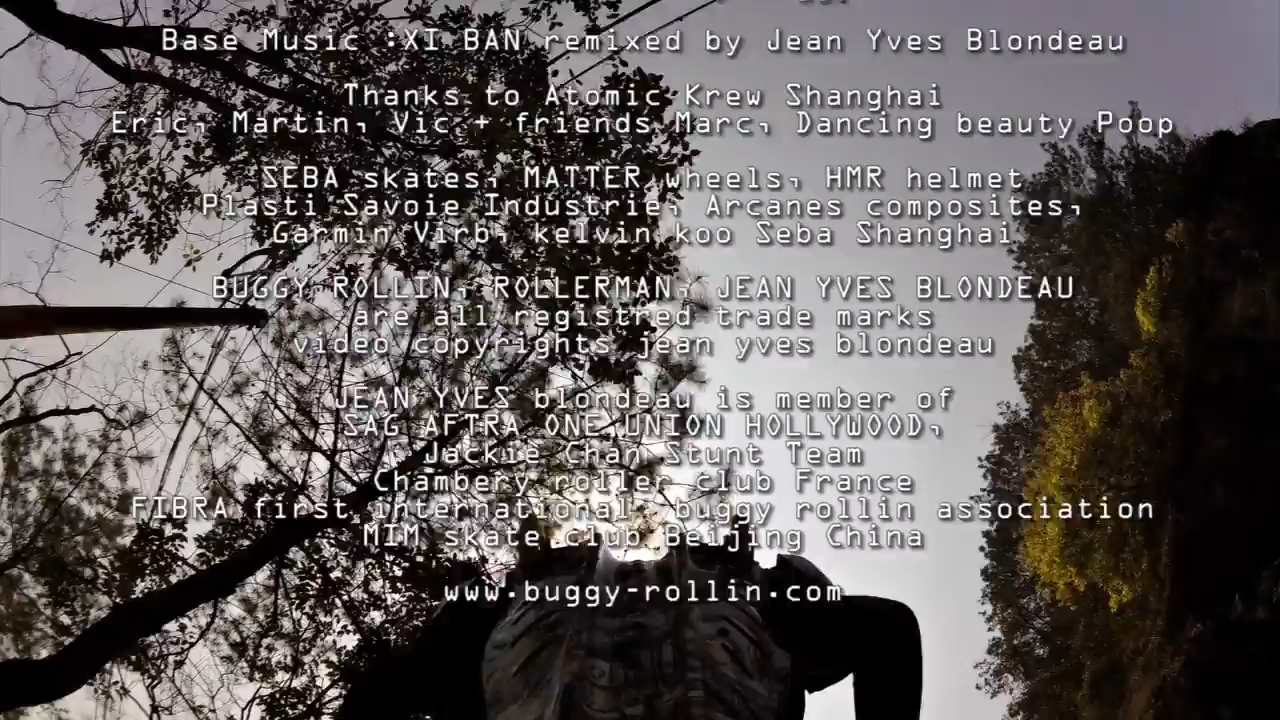 Base Music :XI BAN remixed by Jean Yves Blondeau
Thanks to Atomic Krew Shanghai
Eric, Martin, Vic + friends Marc, Dancing beauty Poop
SEBA skates, MATTER wheels, HMR helmet
Plasti Savoie Industrie, Arcanes composites,
Garmin Virb, kelvin koo Seba Shanghai
BUGGY ROLLIN, ROLLERMAN, JEAN YVES BLONDEAU
are all registred trade marks
video copyrights jean yves blondeau
JEAN YVES blondeau is member of
SAG AFTRA ONE UNION HOLLYWOOD,
Jackie Chan Stunt Team
Chambery roller club France
FIBRA first international buggy rollin association
MIM skate club Beijing China
www.buggy-rollin.com